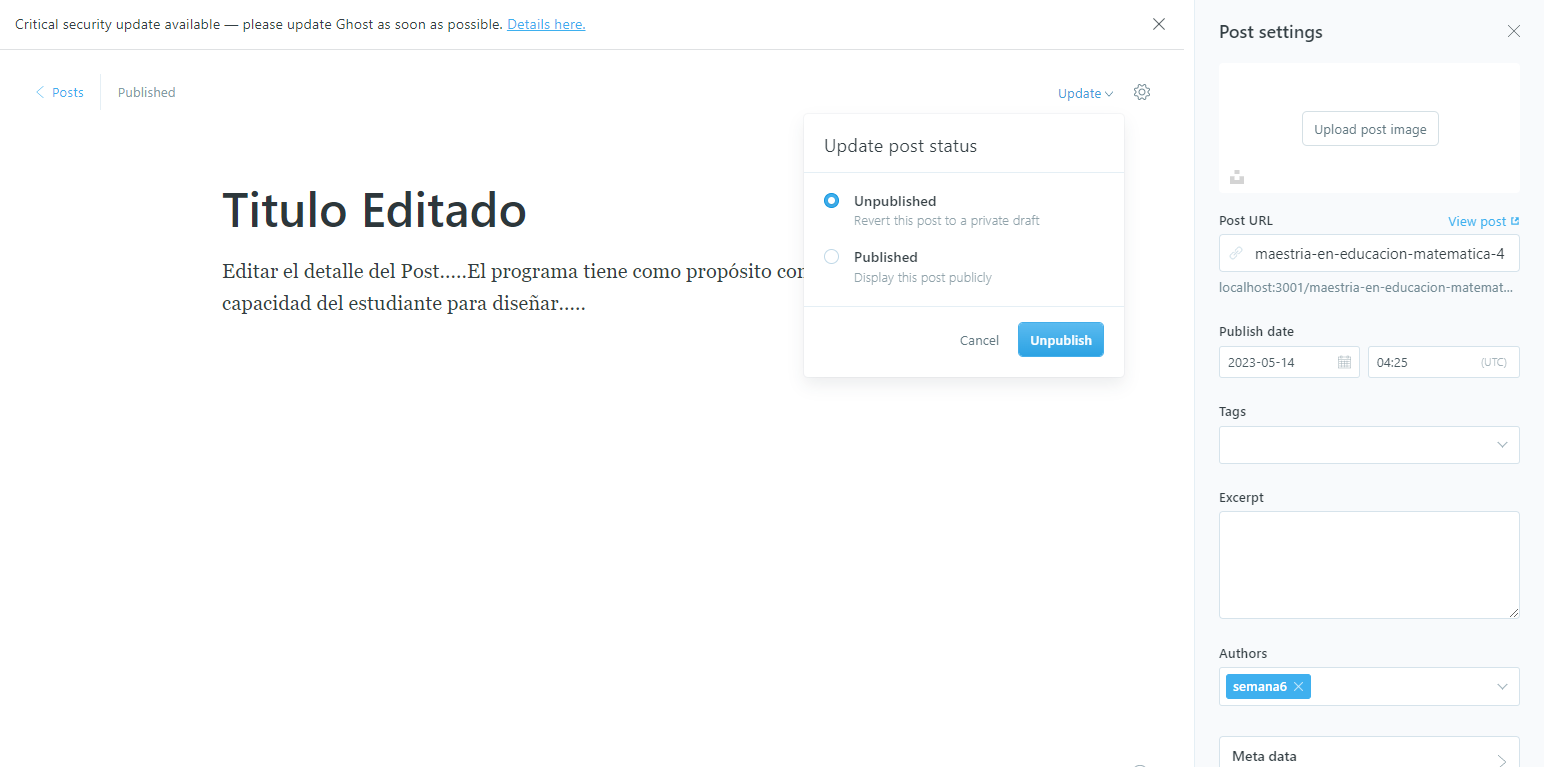 Critical security update available — please update Ghost as soon as possible. Details here.
Posts
Published
Update
Titulo Editado
Editar el detalle del Post.....El programa tiene como propósito
capacidad del estudiante para diseñar.....
Update post status
Unpublished
Revert this post to a private draft
Published
Display this post publicly
Cancel
Unpublish
Post settings
Upload post image
Post URL
View post
maestria-en-educacion-matematica-4
localhost:3001/maestria-en-educacion-matemat...
Publish date
2023-05-14
04:25
(UTC)
Tags
Excerpt
Authors
semana6
Meta data